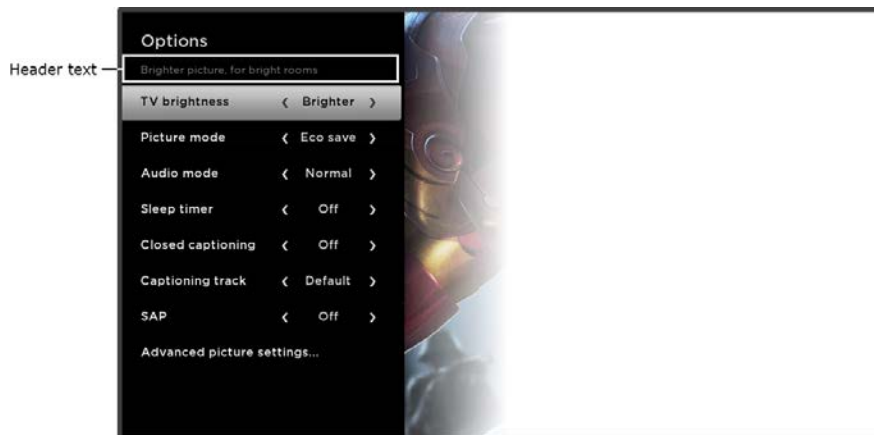 Options
Header text
Brighter picture, for bright rooms
TV brightness < Brighter >
Picture mode < Eco save >
Audio mode < Normal >
Sleep timer < Off >
Closed captioning < Off >
Captioning track < Default >
SAP < Off >
Advanced picture settings...